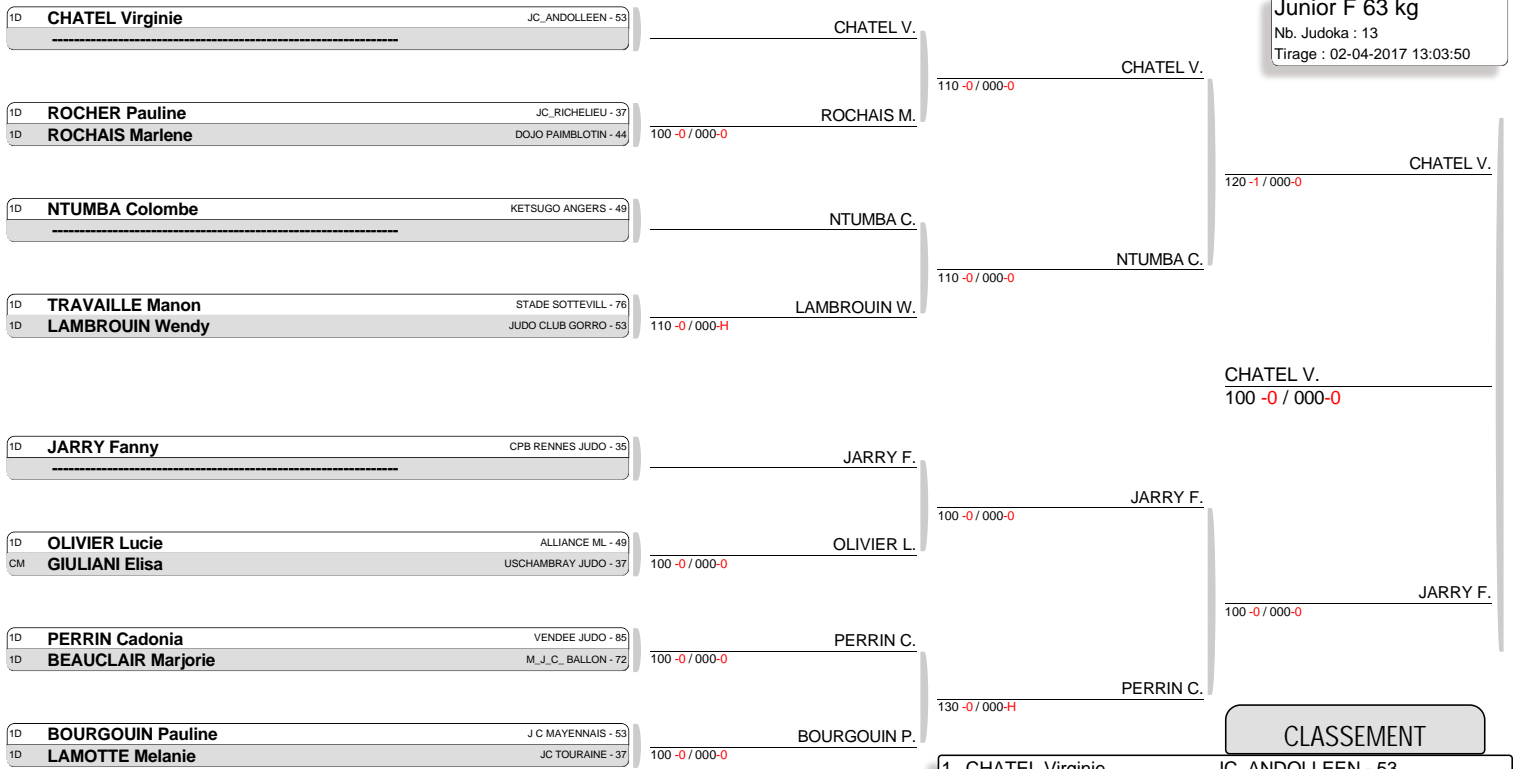 Junior F 63 kg
Nb. Judoka : 13
Tirage : 02-04-2017 13:03:50
1D CHATEL Virginie JC_ANDOLLEEN - 53
----------------------------------------------------------------
1D ROCHER Pauline JC_RICHELIEU - 37
1D ROCHAIS Marlene DOJO PAIMBLOTIN - 44
1D NTUMBA Colombe KETSUGO ANGERS - 49
----------------------------------------------------------------
1D TRAVAILLE Manon STADE SOTTEVILL - 76
1D LAMBROUIN Wendy JUDO CLUB GORRO - 53
1D JARRY Fanny CPB RENNES JUDO - 35
----------------------------------------------------------------
1D OLIVIER Lucie ALLIANCE ML - 49
CM GIULIANI Elisa USCHAMBRAY JUDO - 37
1D PERRIN Cadonia VENDEE JUDO - 85
1D BEAUCLAIR Marjorie M_J_C_ BALLON - 72
1D BOURGOUIN Pauline J C MAYENNAIS - 53
1D LAMOTTE Melanie JC TOURAINE - 37
CHATEL V.
ROCHAIS M.
100 -0 / 000-0
NTUMBA C.
LAMBROUIN W.
110 -0 / 000-H
JARRY F.
OLIVIER L.
100 -0 / 000-0
PERRIN C.
100 -0 / 000-0
BOURGOUIN P.
100 -0 / 000-0
CHATEL V.
110 -0 / 000-0
NTUMBA C.
110 -0 / 000-0
JARRY F.
100 -0 / 000-0
PERRIN C.
130 -0 / 000-H
CHATEL V.
120 -1 / 000-0
CHATEL V.
100 -0 / 000-0
JARRY F.
100 -0 / 000-0
CLASSEMENT
1 CHATEL Virginie JC_ANDOLLEEN - 53